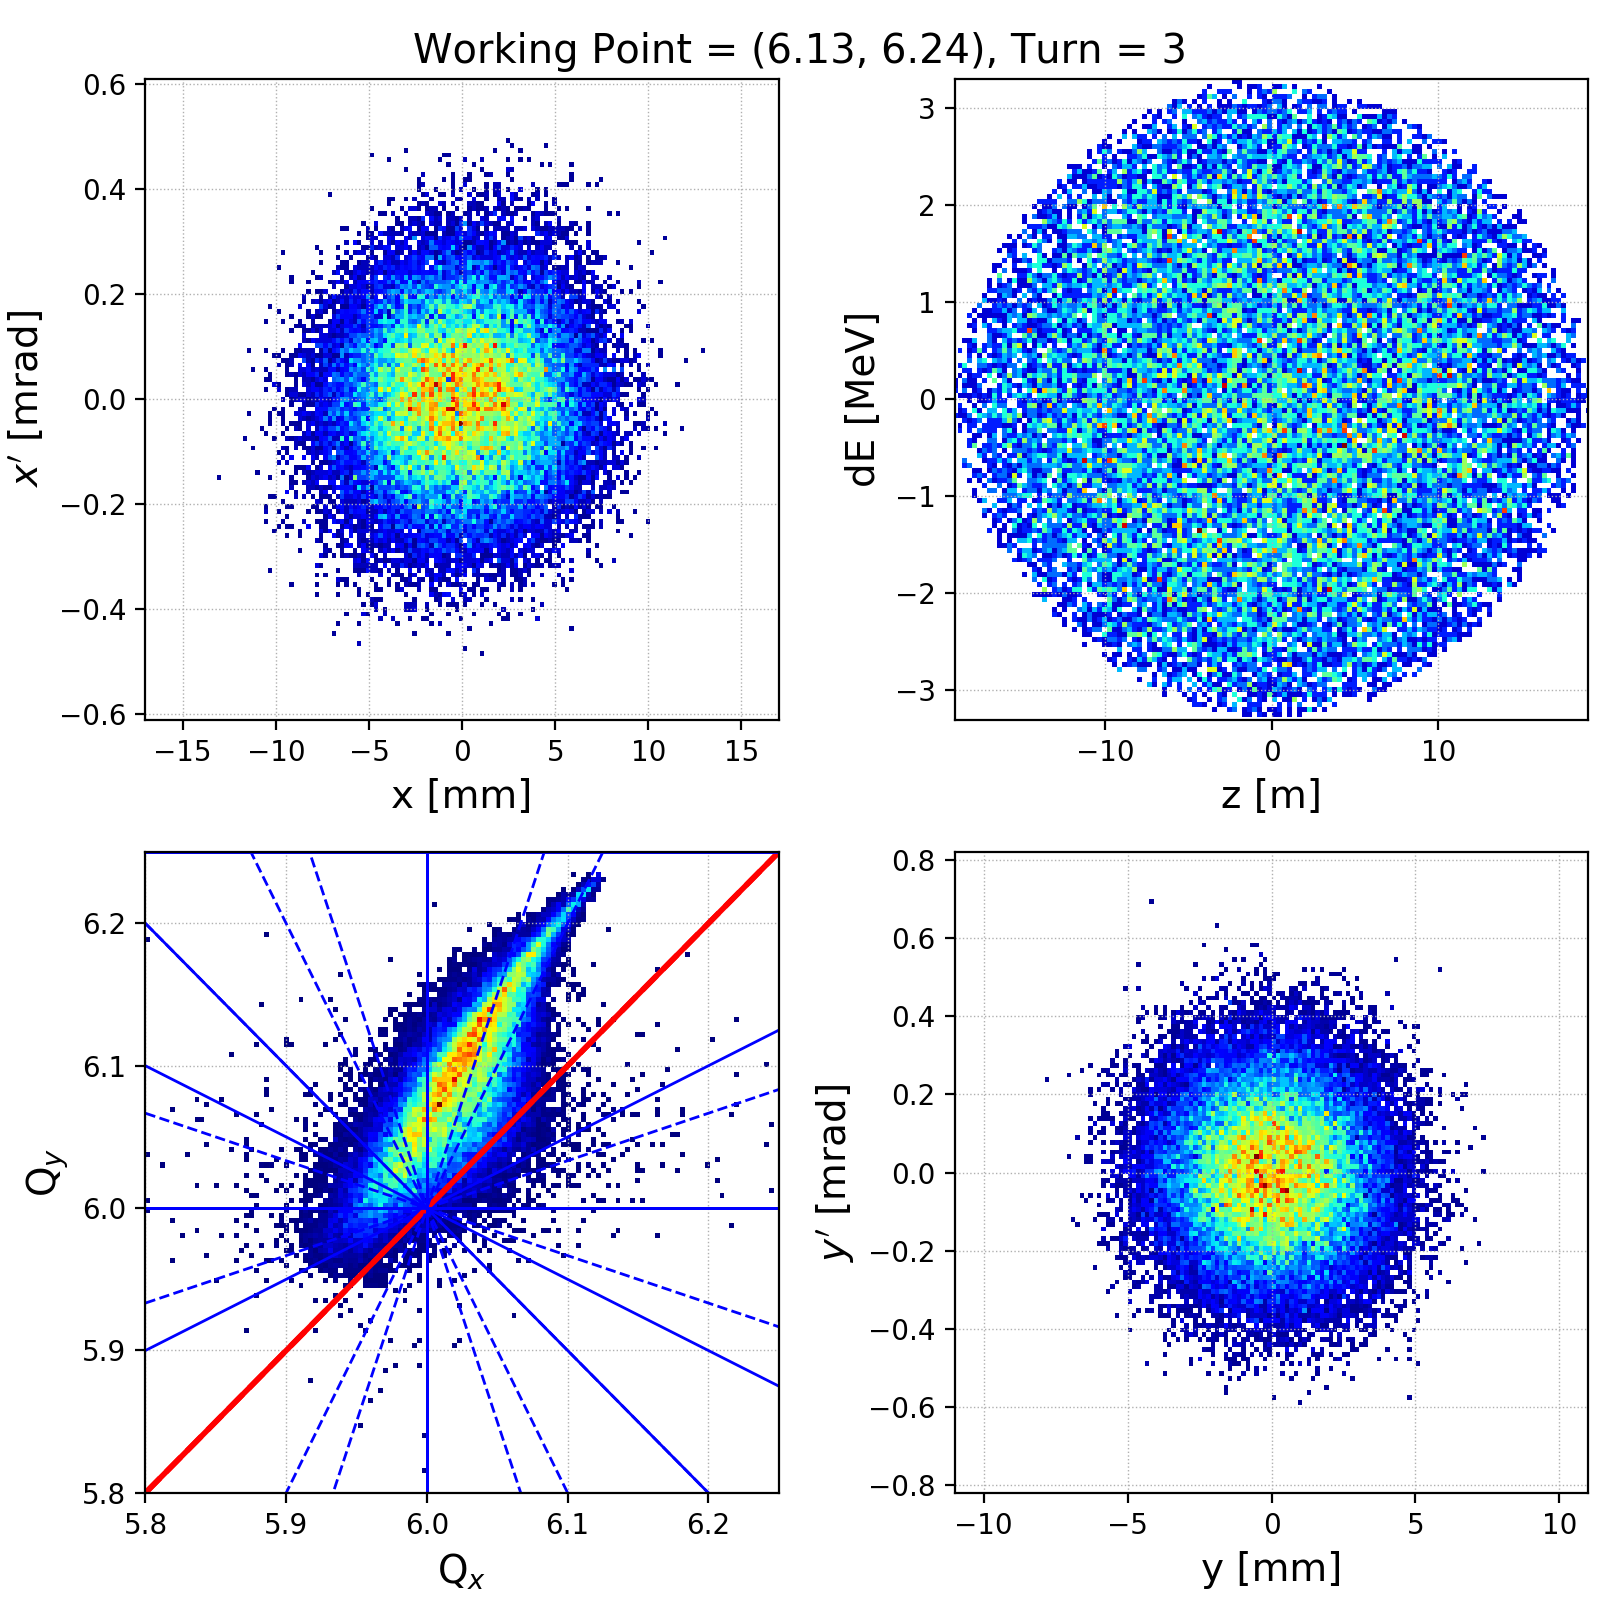 Working Point = (6.13, 6.24), Turn = 3
0.6
0.4
0.2
0.0
−0.2
−0.4
−0.6
x′ [mrad]
−15 −10 −5 0 5 10 15
x [mm]
3
2
1
0
−1
−2
−3
dE [MeV]
−10 0 10
z [m]
6.2
6.1
6.0
5.9
5.8
Qy
5.8 5.9 6.0 6.1 6.2
Qx
0.8
0.6
0.4
0.2
0.0
−0.2
−0.4
−0.6
−0.8
y′ [mrad]
−10 −5 0 5 10
y [mm]